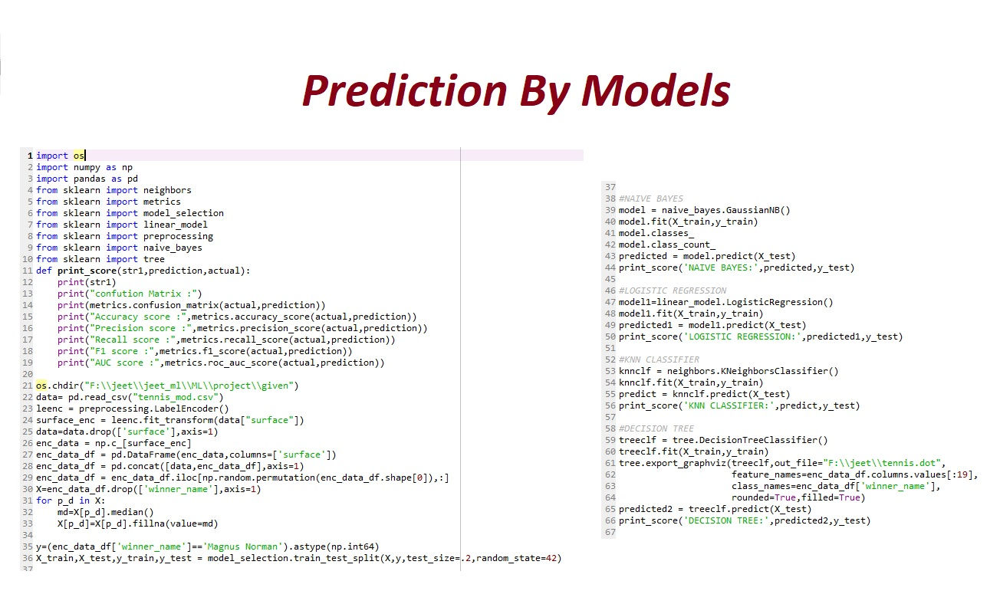 Prediction By Models
1 import os
2 import numpy as np
3 import pandas as pd
4 from sklearn import neighbors
5 from sklearn import metrics
6 from sklearn import model_selection
7 from sklearn import linear_model
8 from sklearn import preprocessing
9 from sklearn import naive_bayes
10 from sklearn import tree
11 def print_score(str1,prediction,actual):
12     print(str1)
13     print("confution Matrix :")
14     print(metrics.confusion_matrix(actual,prediction))
15     print("Accuracy score :",metrics.accuracy_score(actual,prediction))
16     print("Precision score :",metrics.precision_score(actual,prediction))
17     print("Recall score :",metrics.recall_score(actual,prediction))
18     print("F1 score :",metrics.f1_score(actual,prediction))
19     print("AUC score :",metrics.roc_auc_score(actual,prediction))
20
21 os.chdir("F:\\jeet\\jeet_ml\\ML\\project\\given")
22 data= pd.read_csv("tennis_mod.csv")
23 leenc = preprocessing.LabelEncoder()
24 surface_enc = leenc.fit_transform(data["surface"])
25 data=data.drop(['surface'],axis=1)
26 enc_data = np.c_[surface_enc]
27 enc_data_df = pd.DataFrame(enc_data,columns=['surface'])
28 enc_data_df = pd.concat([data,enc_data_df],axis=1)
29 enc_data_df = enc_data_df.iloc[np.random.permutation(enc_data_df.shape[0]),:]
30 X=enc_data_df.drop(['winner_name'],axis=1)
31 for p_d in X:
32     md=X[p_d].median()
33     X[p_d]=X[p_d].fillna(value=md)
34
35 y=(enc_data_df['winner_name']=='Magnus Norman').astype(np.int64)
36 X_train,X_test,y_train,y_test = model_selection.train_test_split(X,y,test_size=.2,random_state=42)
37
37
38 #NAIVE BAYES
39 model = naive_bayes.GaussianNB()
40 model.fit(X_train,y_train)
41 model.classes_
42 model.class_count_
43 predicted = model.predict(X_test)
44 print_score('NAIVE BAYES:',predicted,y_test)
45
46 #LOGISTIC REGRESSION
47 model1=linear_model.LogisticRegression()
48 model1.fit(X_train,y_train)
49 predicted1 = model1.predict(X_test)
50 print_score('LOGISTIC REGRESSION:',predicted1,y_test)
51
52 #KNN CLASSIFIER
53 knnclf = neighbors.KNeighborsClassifier()
54 knnclf.fit(X_train,y_train)
55 predict = knnclf.predict(X_test)
56 print_score('KNN CLASSIFIER:',predict,y_test)
57
58 #DECISION TREE
59 treeclf = tree.DecisionTreeClassifier()
60 treeclf.fit(X_train,y_train)
61 tree.export_graphviz(treeclf,out_file="F:\\jeet\\tennis.dot",
62                      feature_names=enc_data_df.columns.values[:19],
63                      class_names=enc_data_df['winner_name'],
64                      rounded=True,filled=True)
65 predicted2 = treeclf.predict(X_test)
66 print_score('DECISION TREE:',predicted2,y_test)
67